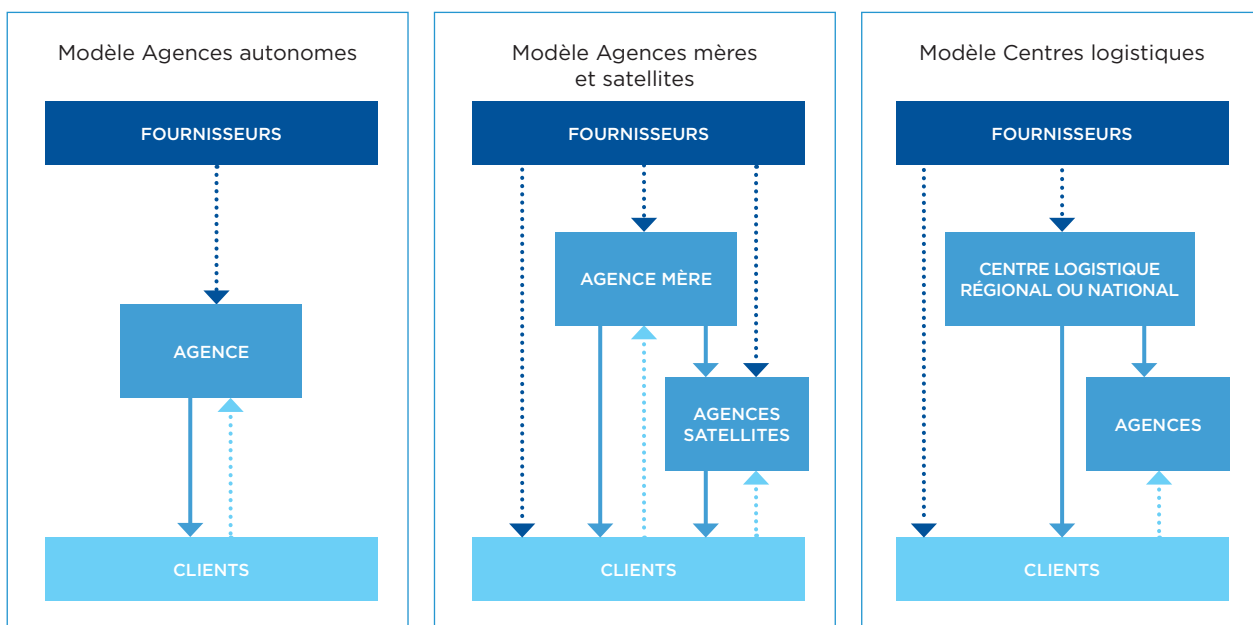 Modèle Agences autonomes
FOURNISSEURS
AGENCE
CLIENTS
Modèle Agences mères
et satellites
FOURNISSEURS
AGENCE MÈRE
AGENCES
SATELLITES
CLIENTS
Modèle Centres logistiques
FOURNISSEURS
CENTRE LOGISTIQUE
RÉGIONAL OU NATIONAL
AGENCES
CLIENTS